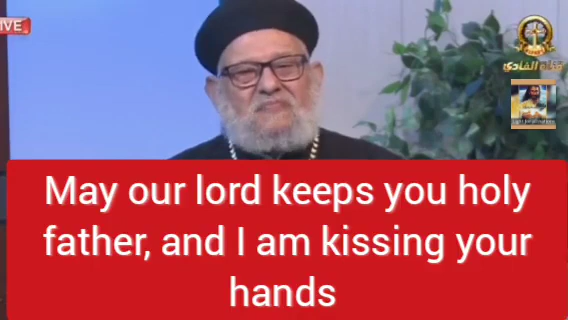 LIVE
قناة الفادي
May our lord keeps you holy
father, and I am kissing your
hands